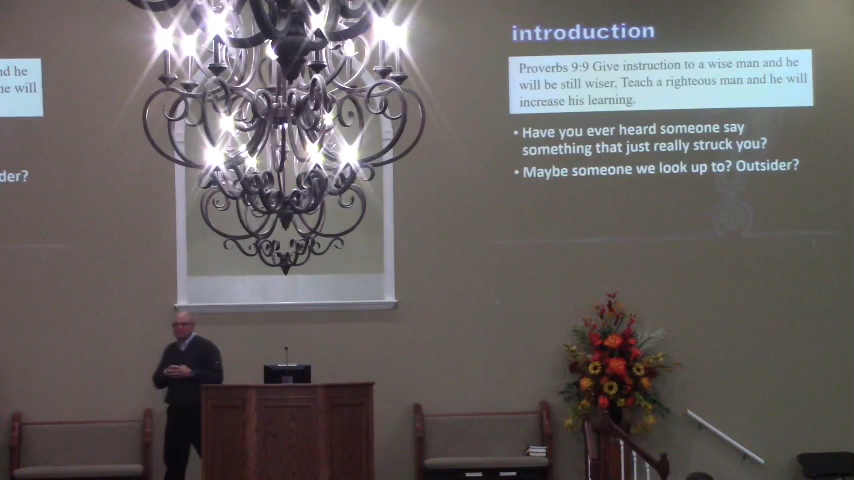 nd he
ne will
der?
introduction
Proverbs 9:9 Give instruction to a wise man and he
will be still wiser, Teach a righteous man and he will
increase his learning.
• Have you ever heard someone say
something that just really struck you?
• Maybe someone we look up to? Outsider?